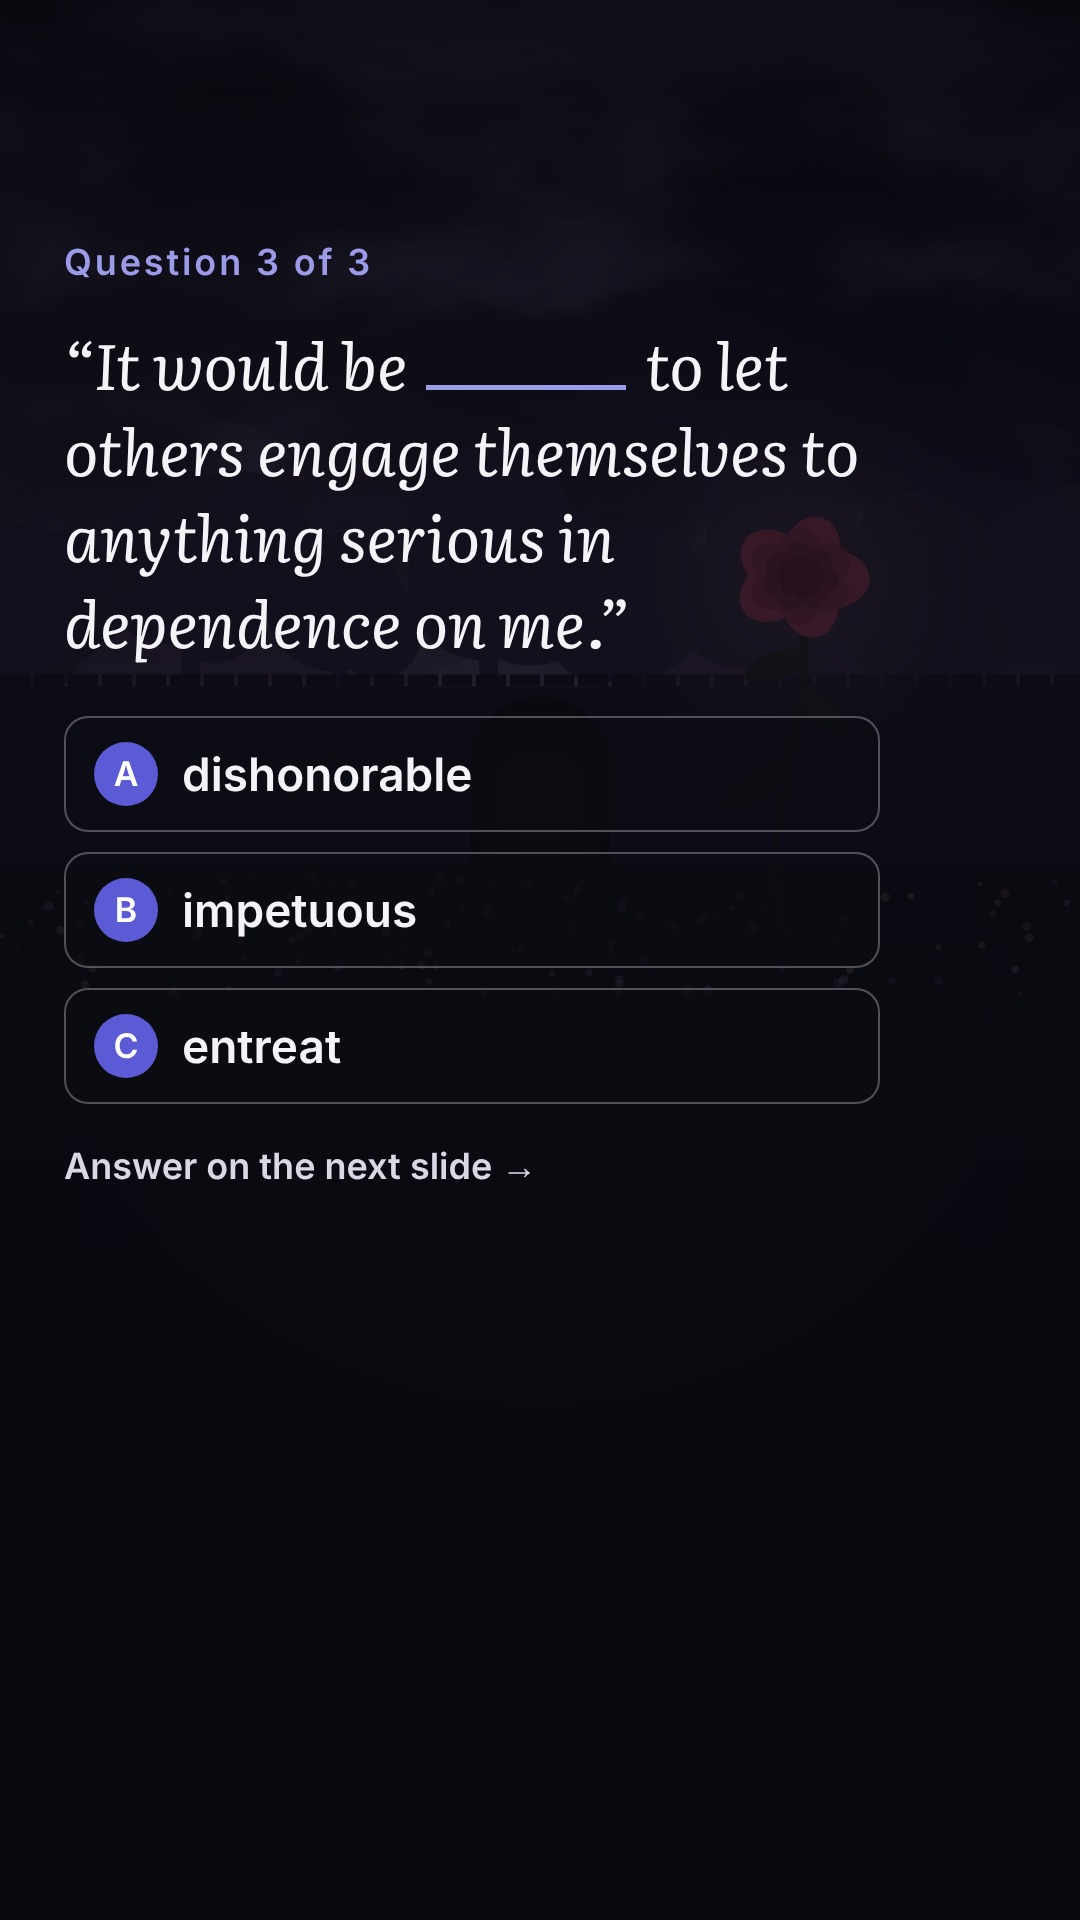 Question 3 of 3
“It would be ______ to let
others engage themselves to
anything serious in
dependence on me.”
A dishonorable
B impetuous
C entreat
Answer on the next slide →